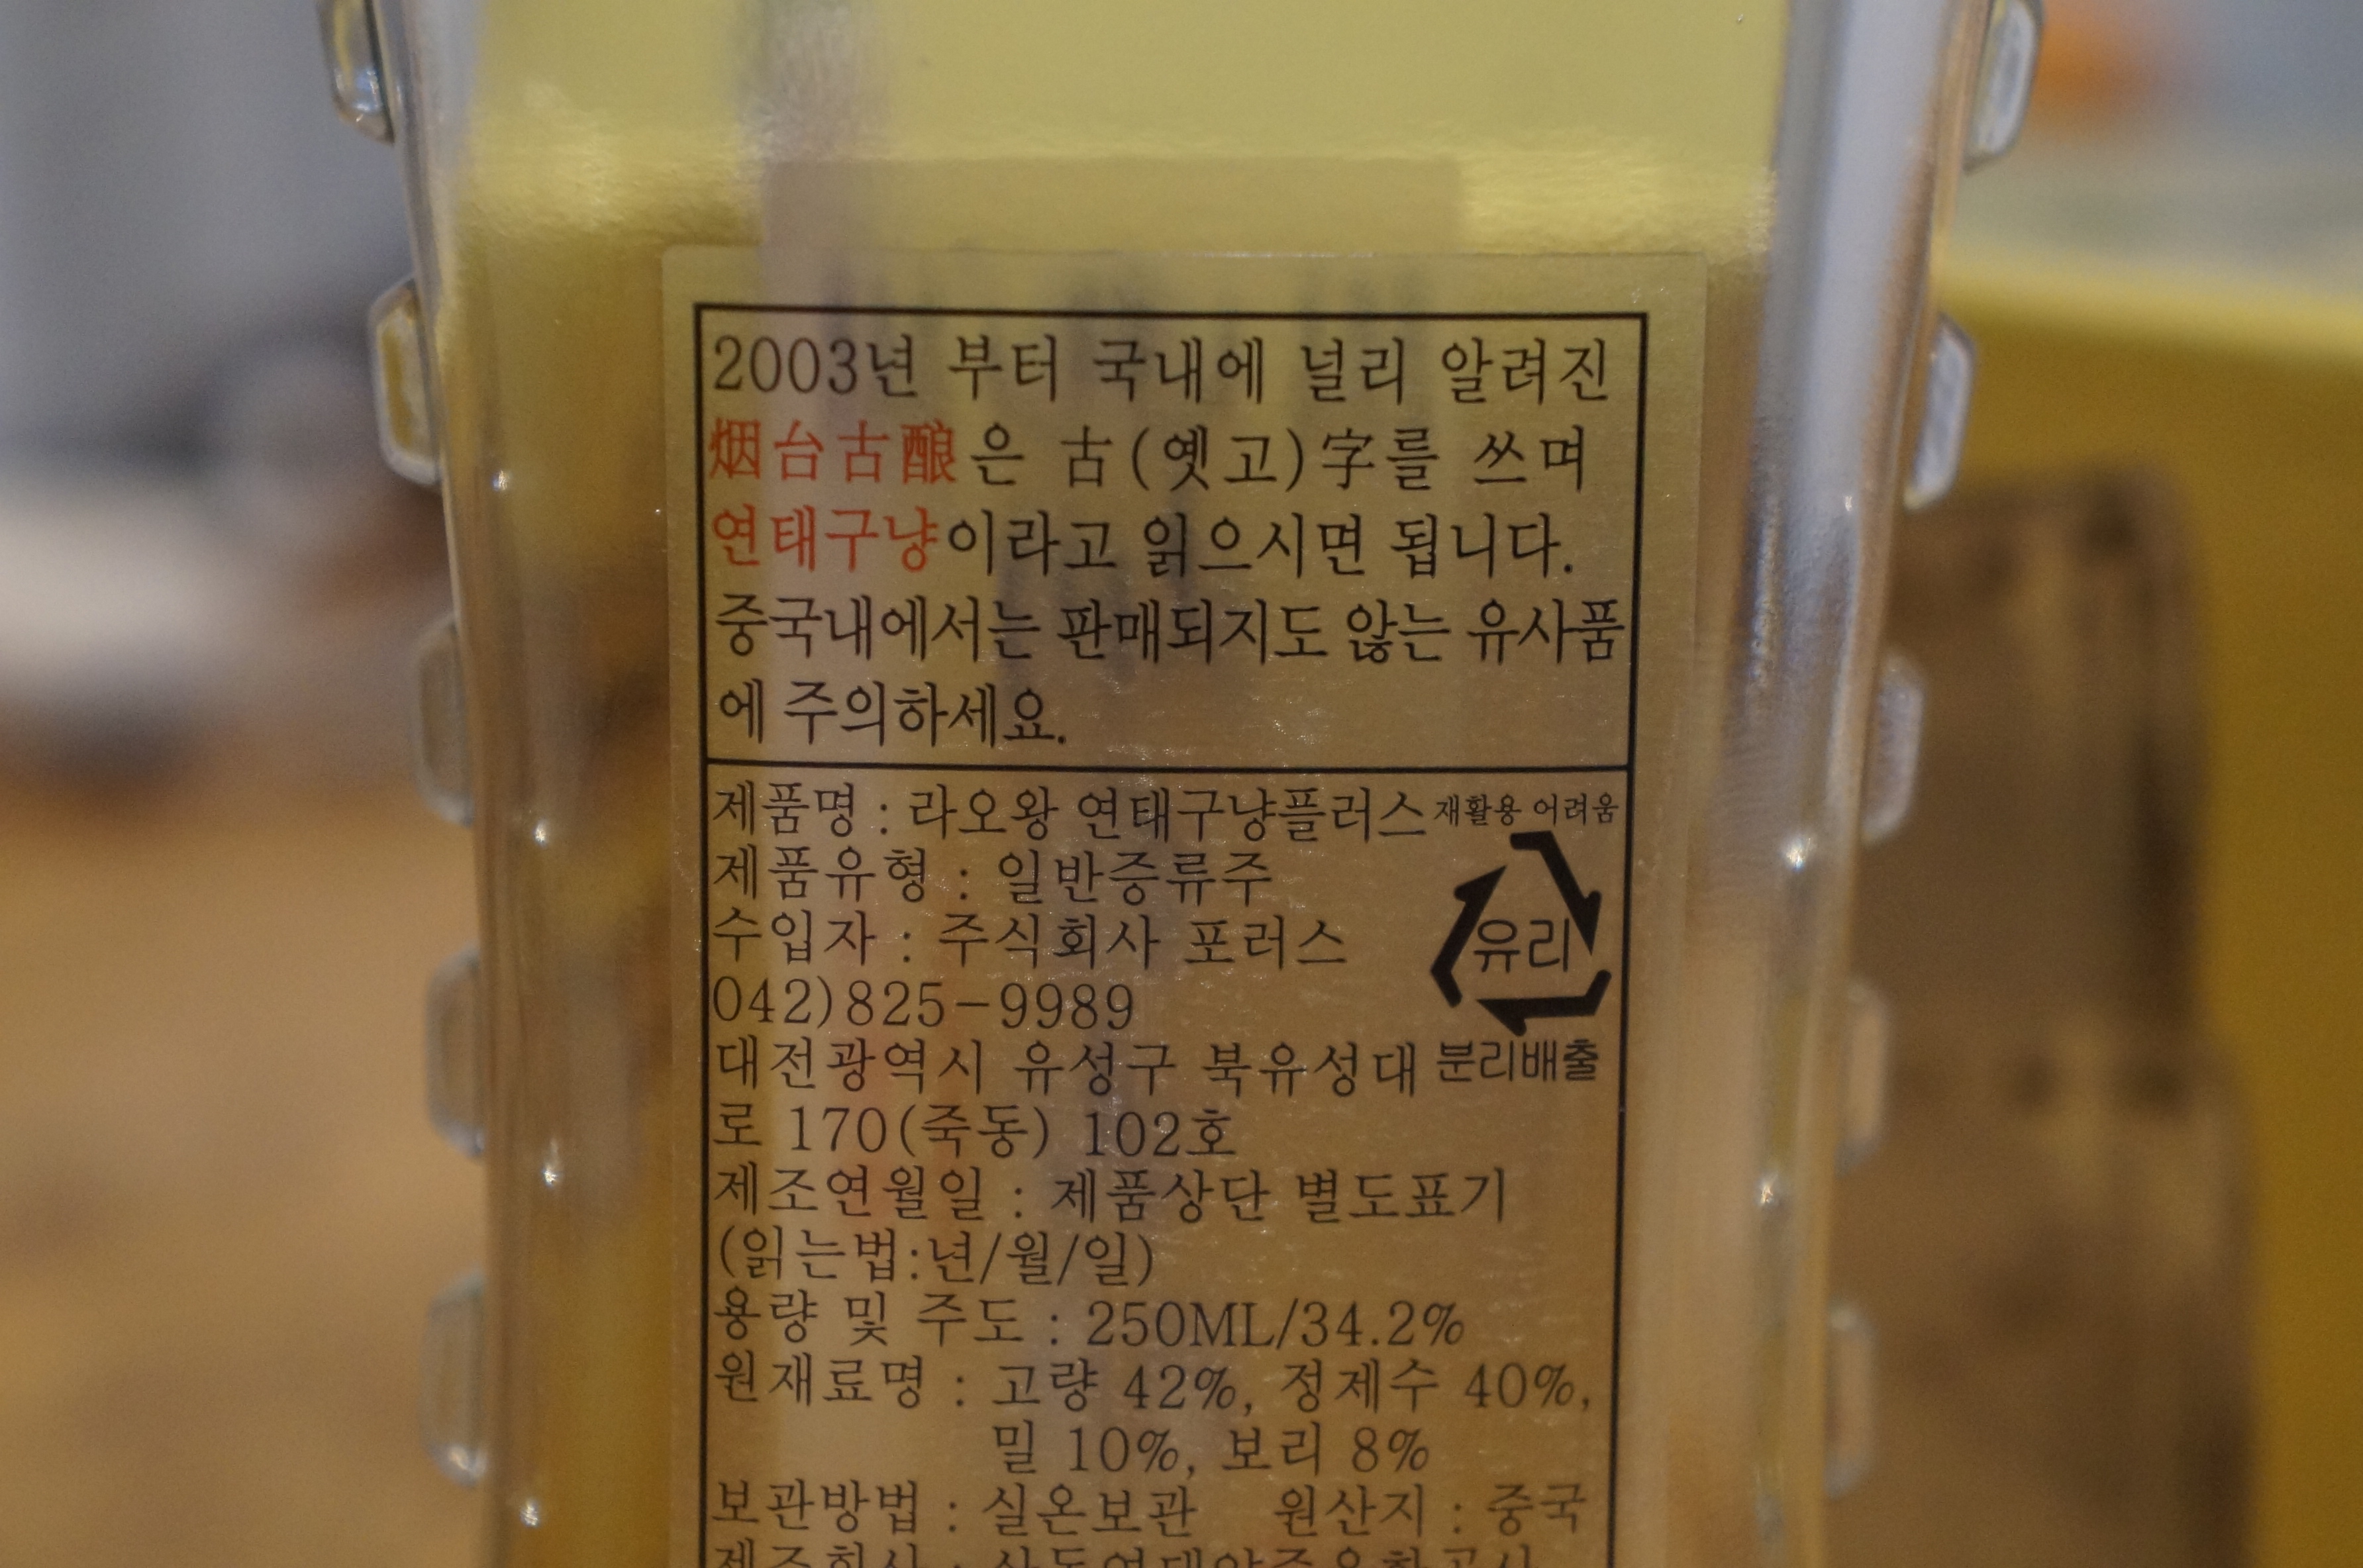 2003년 부터 국내에 널리 알려진
烟台古酿은 古(옛고)字를 쓰며
연태구냥이라고 읽으시면 됩니다.
중국내에서는 판매되지도 않는 유사품
에 주의하세요.
제품명 : 라오왕 연태구냥플러스
재활용 어려움
제품유형 : 일반증류주
수입자 : 주식회사 포러스
유리
042)825-9989
대전광역시 유성구 북유성대
분리배출
로 170(죽동) 102호
제조연월일 : 제품상단 별도표기
(읽는법:년/월/일)
용량 및 주도 : 250ML/34.2%
원재료명 : 고량 42%, 정제수 40%,
밀 10%, 보리 8%
보관방법 : 실온보관 원산지 : 중국
제조회사 :